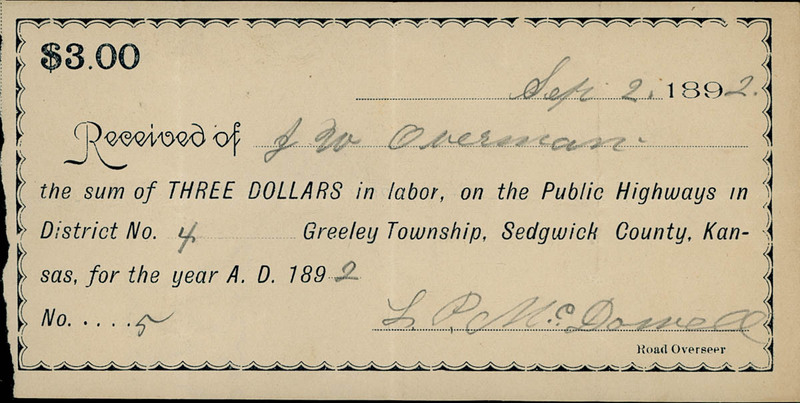 $3.00
Sep 2, 1892.
Received of J W Overman
the sum of THREE DOLLARS in labor, on the Public Highways in
District No. 4 Greeley Township, Sedgwick County, Kan-
sas, for the year A. D. 1892
No. . . . . 5 L. P. McDowell
Road Overseer